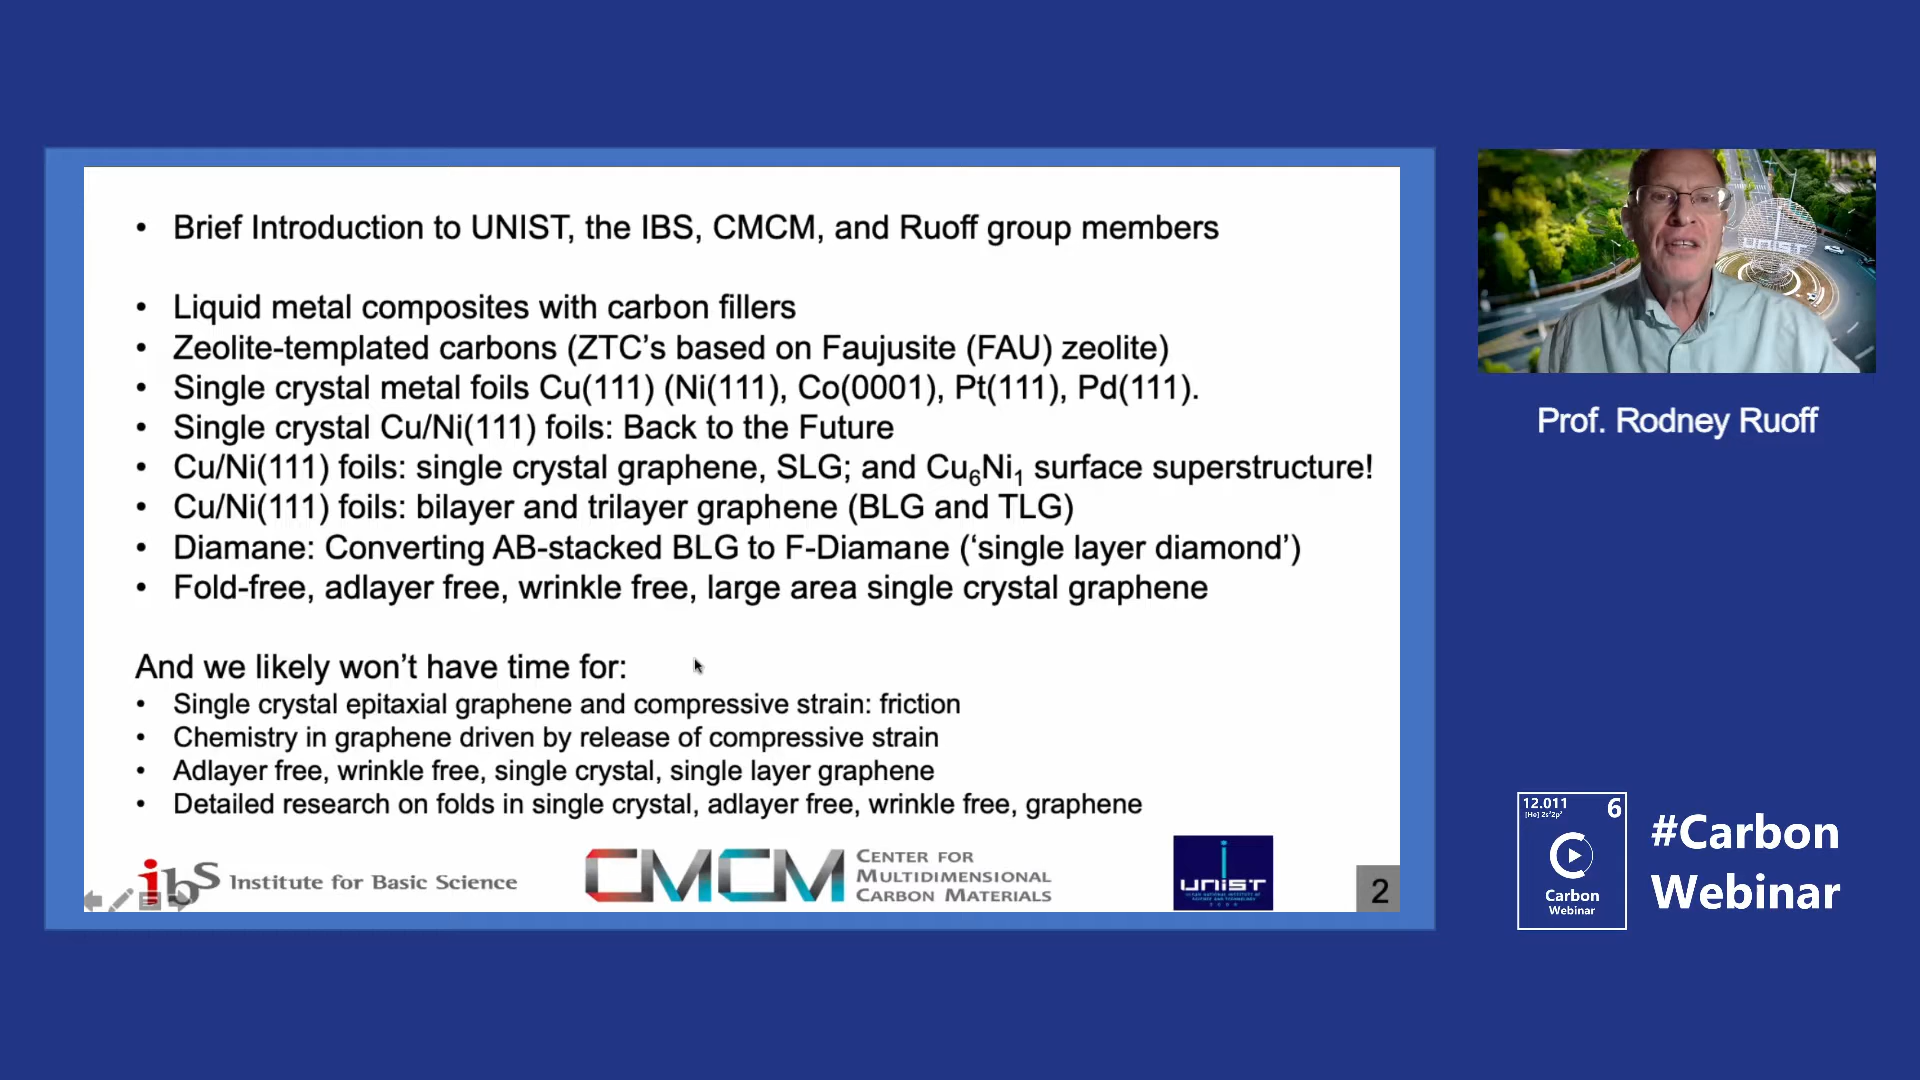 • Brief Introduction to UNIST, the IBS, CMCM, and Ruoff group members
• Liquid metal composites with carbon fillers
• Zeolite-templated carbons (ZTC's based on Faujusite (FAU) zeolite)
• Single crystal metal foils Cu(111) (Ni(111), Co(0001), Pt(111), Pd(111).
• Single crystal Cu/Ni(111) foils: Back to the Future
• Cu/Ni(111) foils: single crystal graphene, SLG; and Cu₆Ni₁ surface superstructure!
• Cu/Ni(111) foils: bilayer and trilayer graphene (BLG and TLG)
• Diamane: Converting AB-stacked BLG to F-Diamane ('single layer diamond')
• Fold-free, adlayer free, wrinkle free, large area single crystal graphene
And we likely won't have time for:
• Single crystal epitaxial graphene and compressive strain: friction
• Chemistry in graphene driven by release of compressive strain
• Adlayer free, wrinkle free, single crystal, single layer graphene
• Detailed research on folds in single crystal, adlayer free, wrinkle free, graphene
ibs Institute for Basic Science
CMCM
CENTER FOR
MULTIDIMENSIONAL
CARBON MATERIALS
UNIST
2
Prof. Rodney Ruoff
12.011 6
[He] 2s²2p²
Carbon
Webinar
#Carbon
Webinar